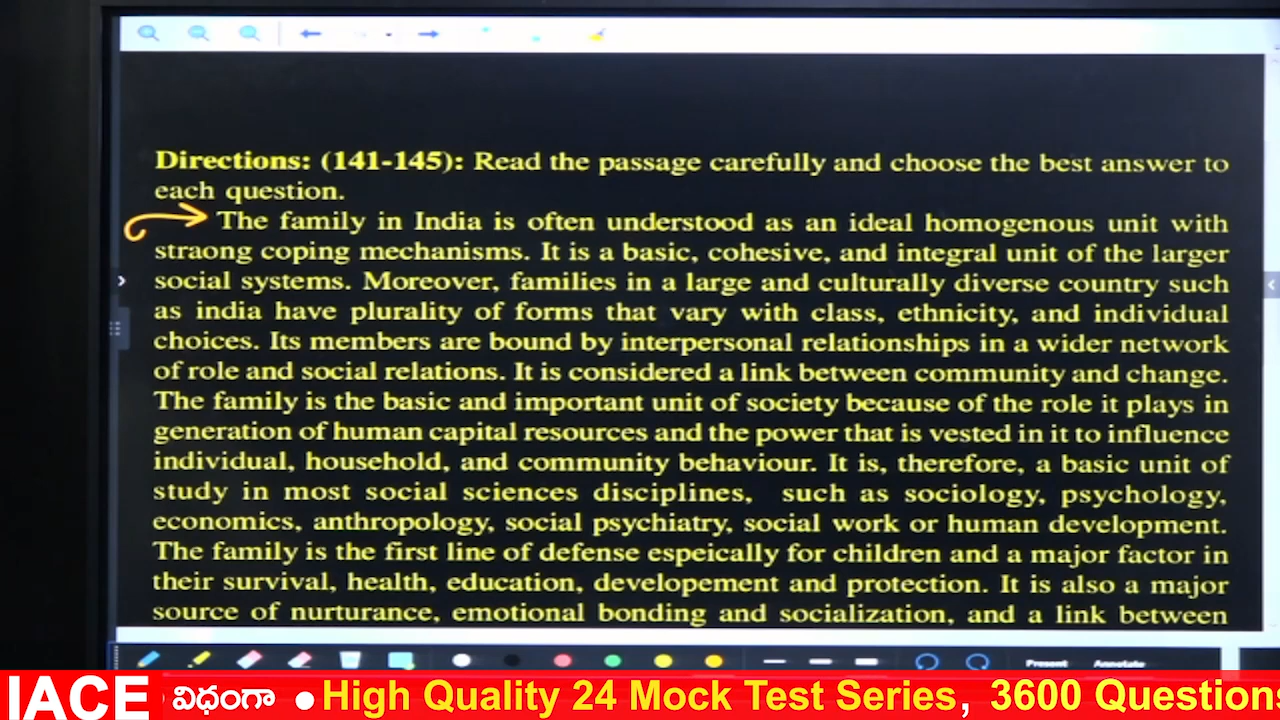 Directions: (141-145): Read the passage carefully and choose the best answer to
each question.
The family in India is often understood as an ideal homogenous unit with
straong coping mechanisms. It is a basic, cohesive, and integral unit of the larger
social systems. Moreover, families in a large and culturally diverse country such
as india have plurality of forms that vary with class, ethnicity, and individual
choices. Its members are bound by interpersonal relationships in a wider network
of role and social relations. It is considered a link between community and change.
The family is the basic and important unit of society because of the role it plays in
generation of human capital resources and the power that is vested in it to influence
individual, household, and community behaviour. It is, therefore, a basic unit of
study in most social sciences disciplines, such as sociology, psychology,
economics, anthropology, social psychiatry, social work or human development.
The family is the first line of defense espeically for children and a major factor in
their survival, health, education, developement and protection. It is also a major
source of nurturance, emotional bonding and socialization, and a link between
Present Annotate
IACE విధంగా ●High Quality 24 Mock Test Series, 3600 Questions